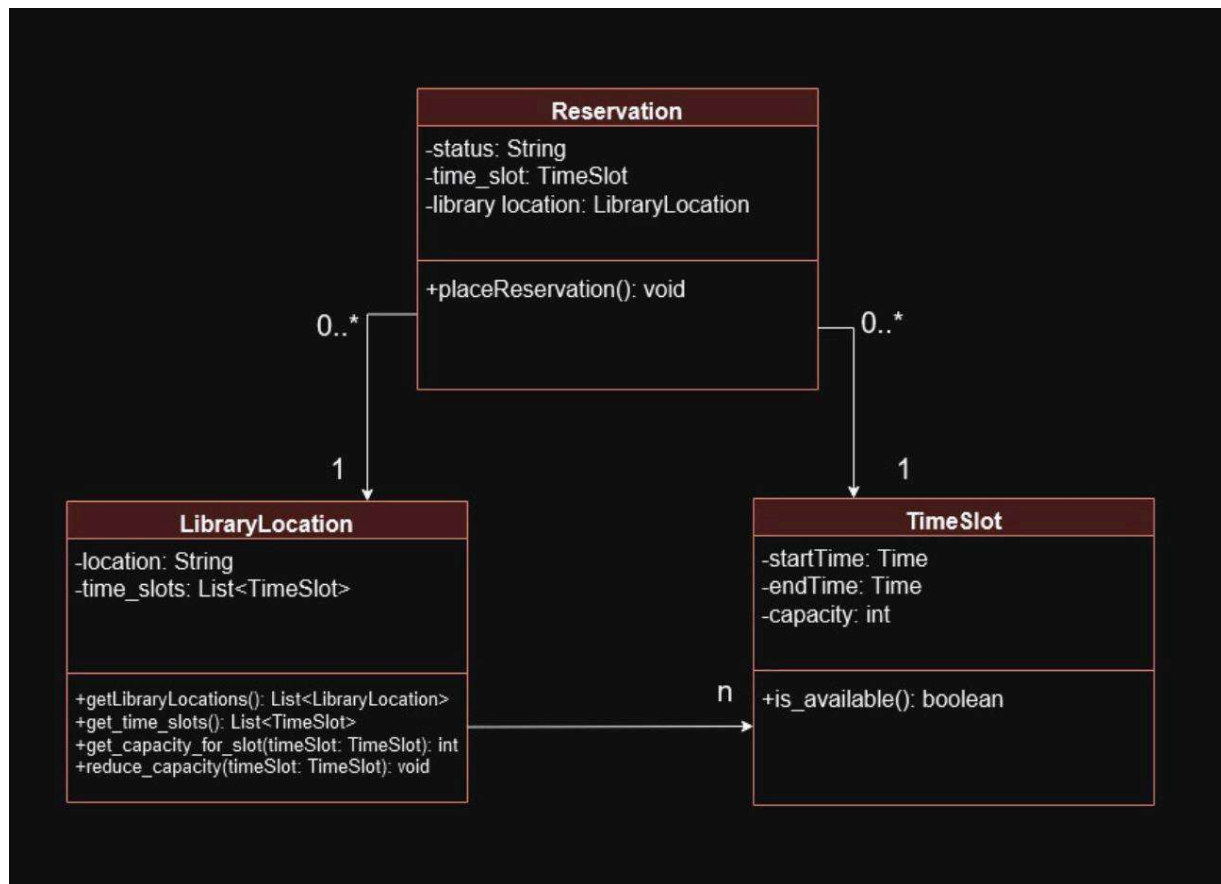 Reservation
-status: String
-time_slot: TimeSlot
-library location: LibraryLocation
+placeReservation(): void
0..*
0..*
1
1
LibraryLocation
-location: String
-time_slots: List<TimeSlot>
+getLibraryLocations(): List<LibraryLocation>
+get_time_slots(): List<TimeSlot>
+get_capacity_for_slot(timeSlot: TimeSlot): int
+reduce_capacity(timeSlot: TimeSlot): void
n
TimeSlot
-startTime: Time
-endTime: Time
-capacity: int
+is_available(): boolean